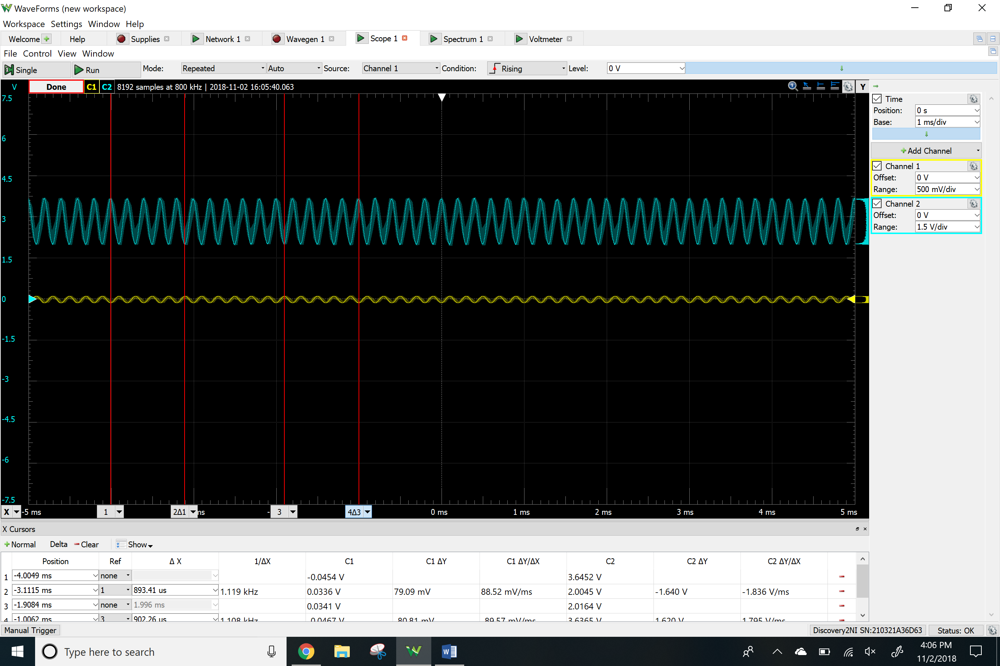 WaveForms (new workspace)
Workspace Settings Window Help
Welcome Help Supplies Network 1 Wavegen 1 Scope 1 Spectrum 1 Voltmeter
File Control View Window
Single Run Mode: Repeated Auto Source: Channel 1 Condition: Rising Level: 0 V
V Done C1 C2 8192 samples at 800 kHz | 2018-11-02 16:05:40.063 Y
7.5
6
4.5
3
1.5
0
-1.5
-3
-4.5
-6
-7.5
Time
Position: 0 s
Base: 1 ms/div
Add Channel
Channel 1
Offset: 0 V
Range: 500 mV/div
Channel 2
Offset: 0 V
Range: 1.5 V/div
X -5 ms 1 2Δ1 ms - 3 4Δ3 0 ms 1 ms 2 ms 3 ms 4 ms 5 ms
X Cursors
Normal Delta Clear Show
Position Ref Δ X 1/ΔX C1 C1 ΔY C1 ΔY/ΔX C2 C2 ΔY C2 ΔY/ΔX
1 -4.0049 ms none -0.0454 V 3.6452 V
2 -3.1115 ms 1 893.41 us 1.119 kHz 0.0336 V 79.09 mV 88.52 mV/ms 2.0045 V -1.640 V -1.836 V/ms
3 -1.9084 ms none 1.996 ms 0.0341 V 2.0164 V
4 -1.0062 ms 3 902.26 us 1.108 kHz -0.0467 V 80.81 mV 89.57 mV/ms 3.6365 V 1.620 V 1.795 V/ms
Manual Trigger Discovery2NI SN:210321A36D63 Status: OK
Type here to search
4:06 PM
11/2/2018